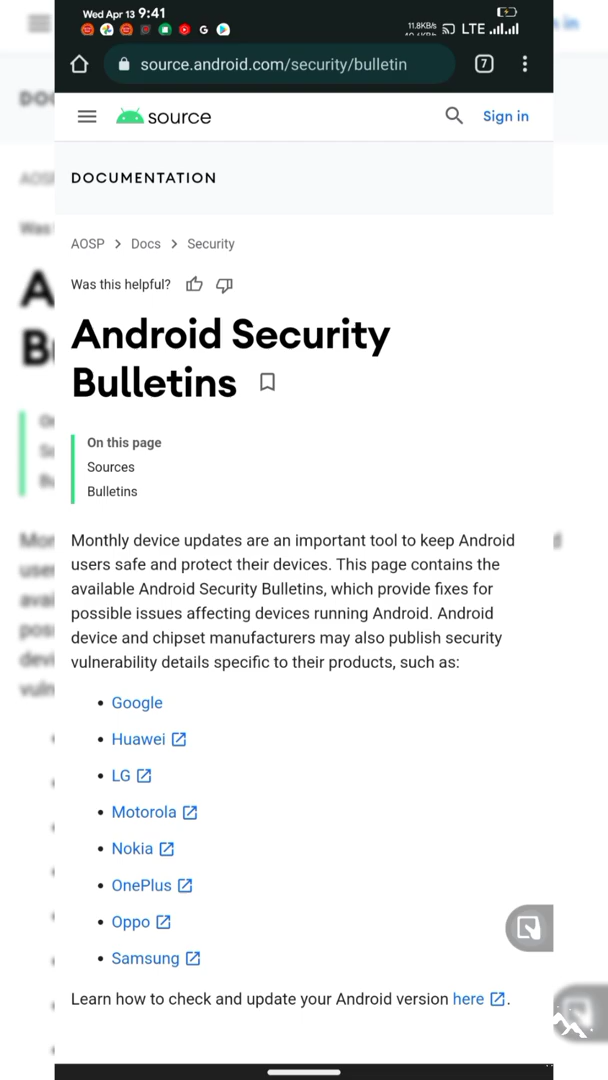 Wed Apr 13 9:41
11.8KB/s
LTE
source.android.com/security/bulletin
7
source
Sign in
DOCUMENTATION
AOSP > Docs > Security
Was this helpful?
Android Security
Bulletins
On this page
Sources
Bulletins
Monthly device updates are an important tool to keep Android
users safe and protect their devices. This page contains the
available Android Security Bulletins, which provide fixes for
possible issues affecting devices running Android. Android
device and chipset manufacturers may also publish security
vulnerability details specific to their products, such as:
• Google
• Huawei
• LG
• Motorola
• Nokia
• OnePlus
• Oppo
• Samsung
Learn how to check and update your Android version here.